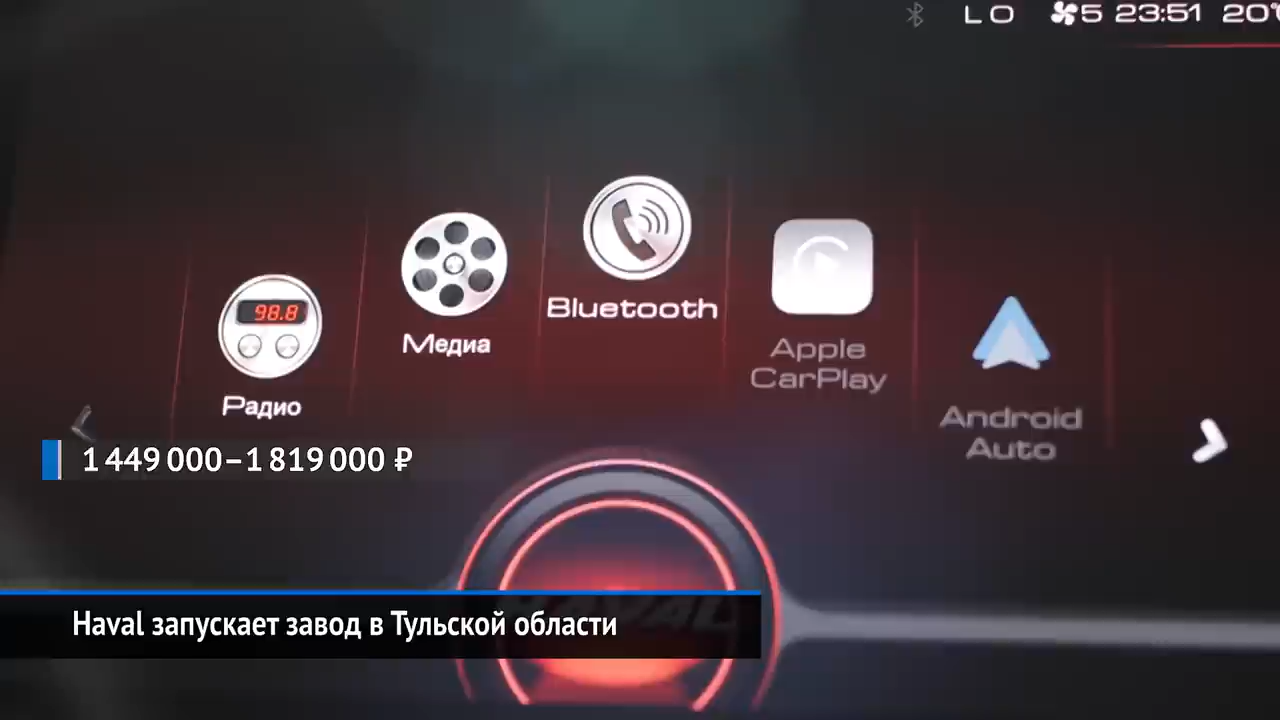 LO 5 23:51 20°
98.8
Радио
Медиа
Bluetooth
Apple
CarPlay
Android
Auto
1 449 000–1 819 000 ₽
HAVAL
Haval запускает завод в Тульской области